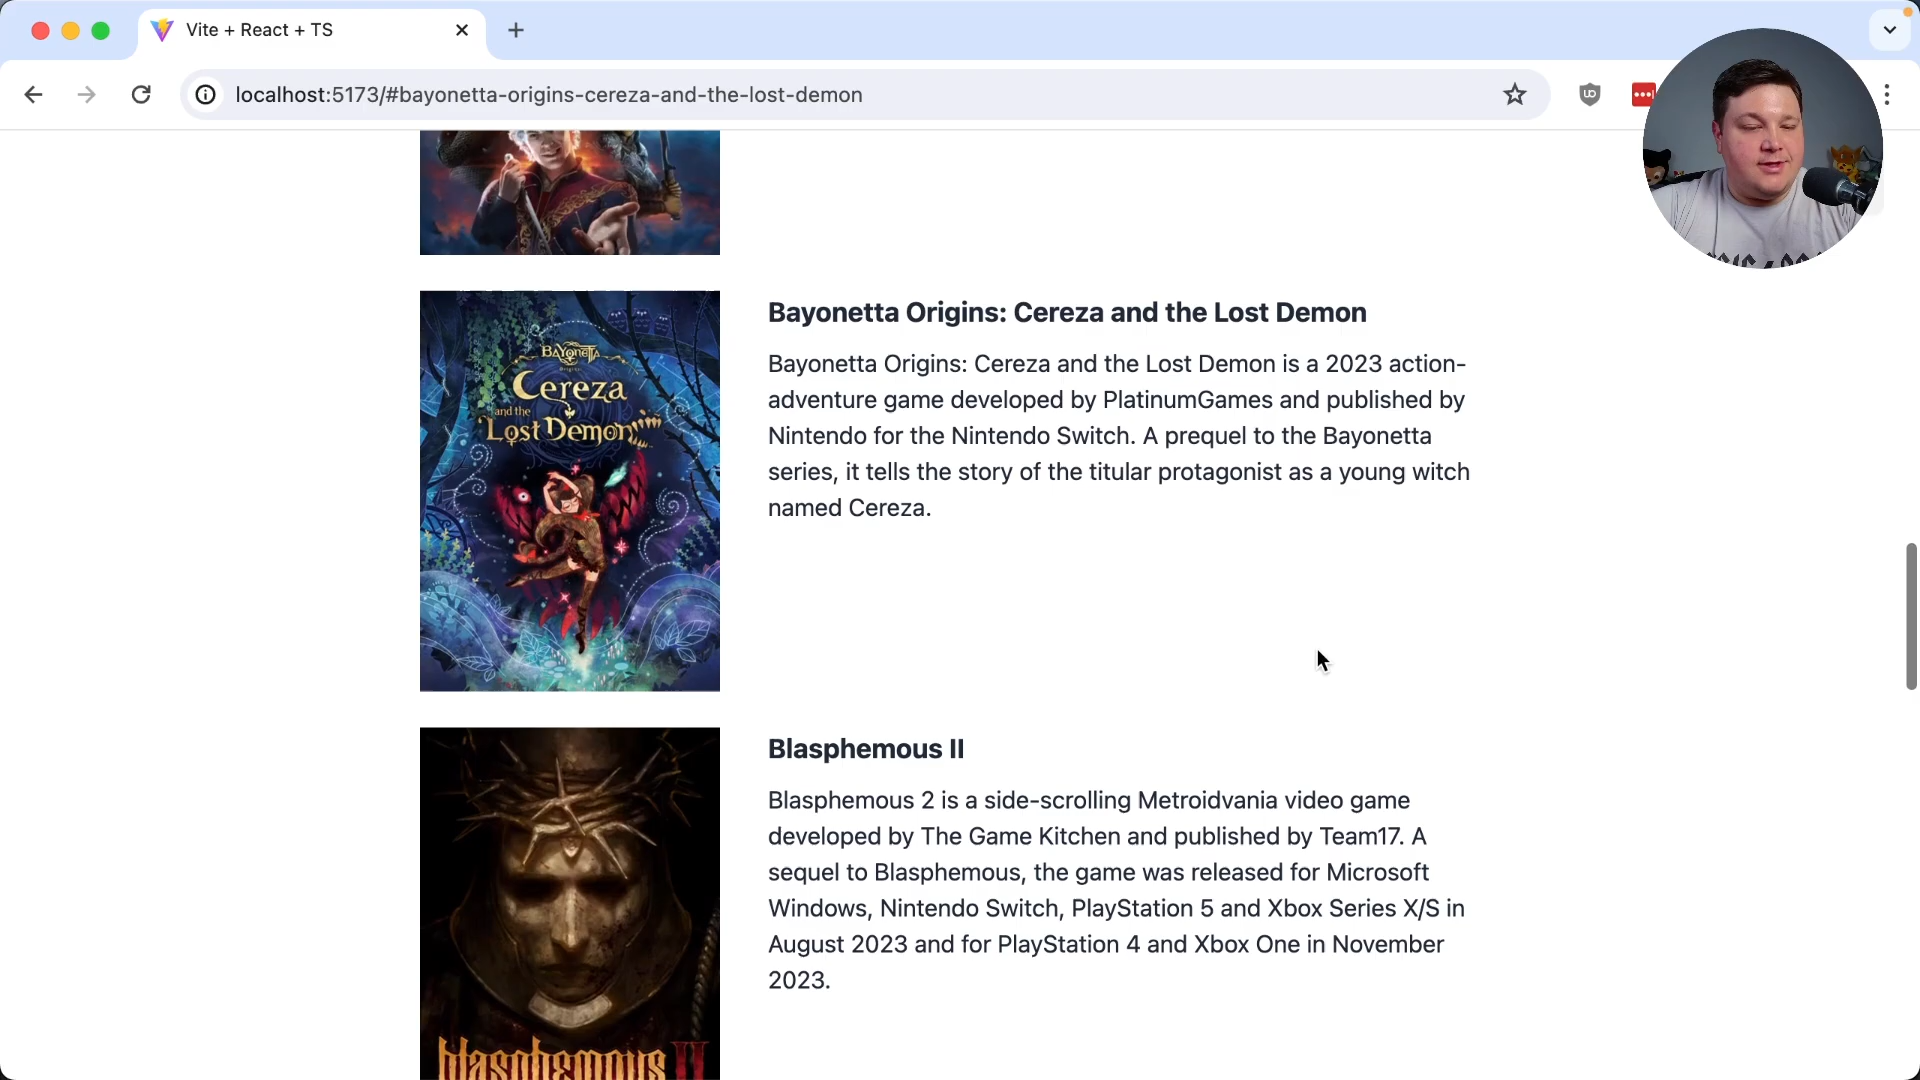 Vite + React + TS
localhost:5173/#bayonetta-origins-cereza-and-the-lost-demon
BAYONETTA
Origins
Cereza
and the
Lost Demon
Bayonetta Origins: Cereza and the Lost Demon
Bayonetta Origins: Cereza and the Lost Demon is a 2023 action-
adventure game developed by PlatinumGames and published by
Nintendo for the Nintendo Switch. A prequel to the Bayonetta
series, it tells the story of the titular protagonist as a young witch
named Cereza.
Blasphemous II
Blasphemous 2 is a side-scrolling Metroidvania video game
developed by The Game Kitchen and published by Team17. A
sequel to Blasphemous, the game was released for Microsoft
Windows, Nintendo Switch, PlayStation 5 and Xbox Series X/S in
August 2023 and for PlayStation 4 and Xbox One in November
2023.
blasphemous II